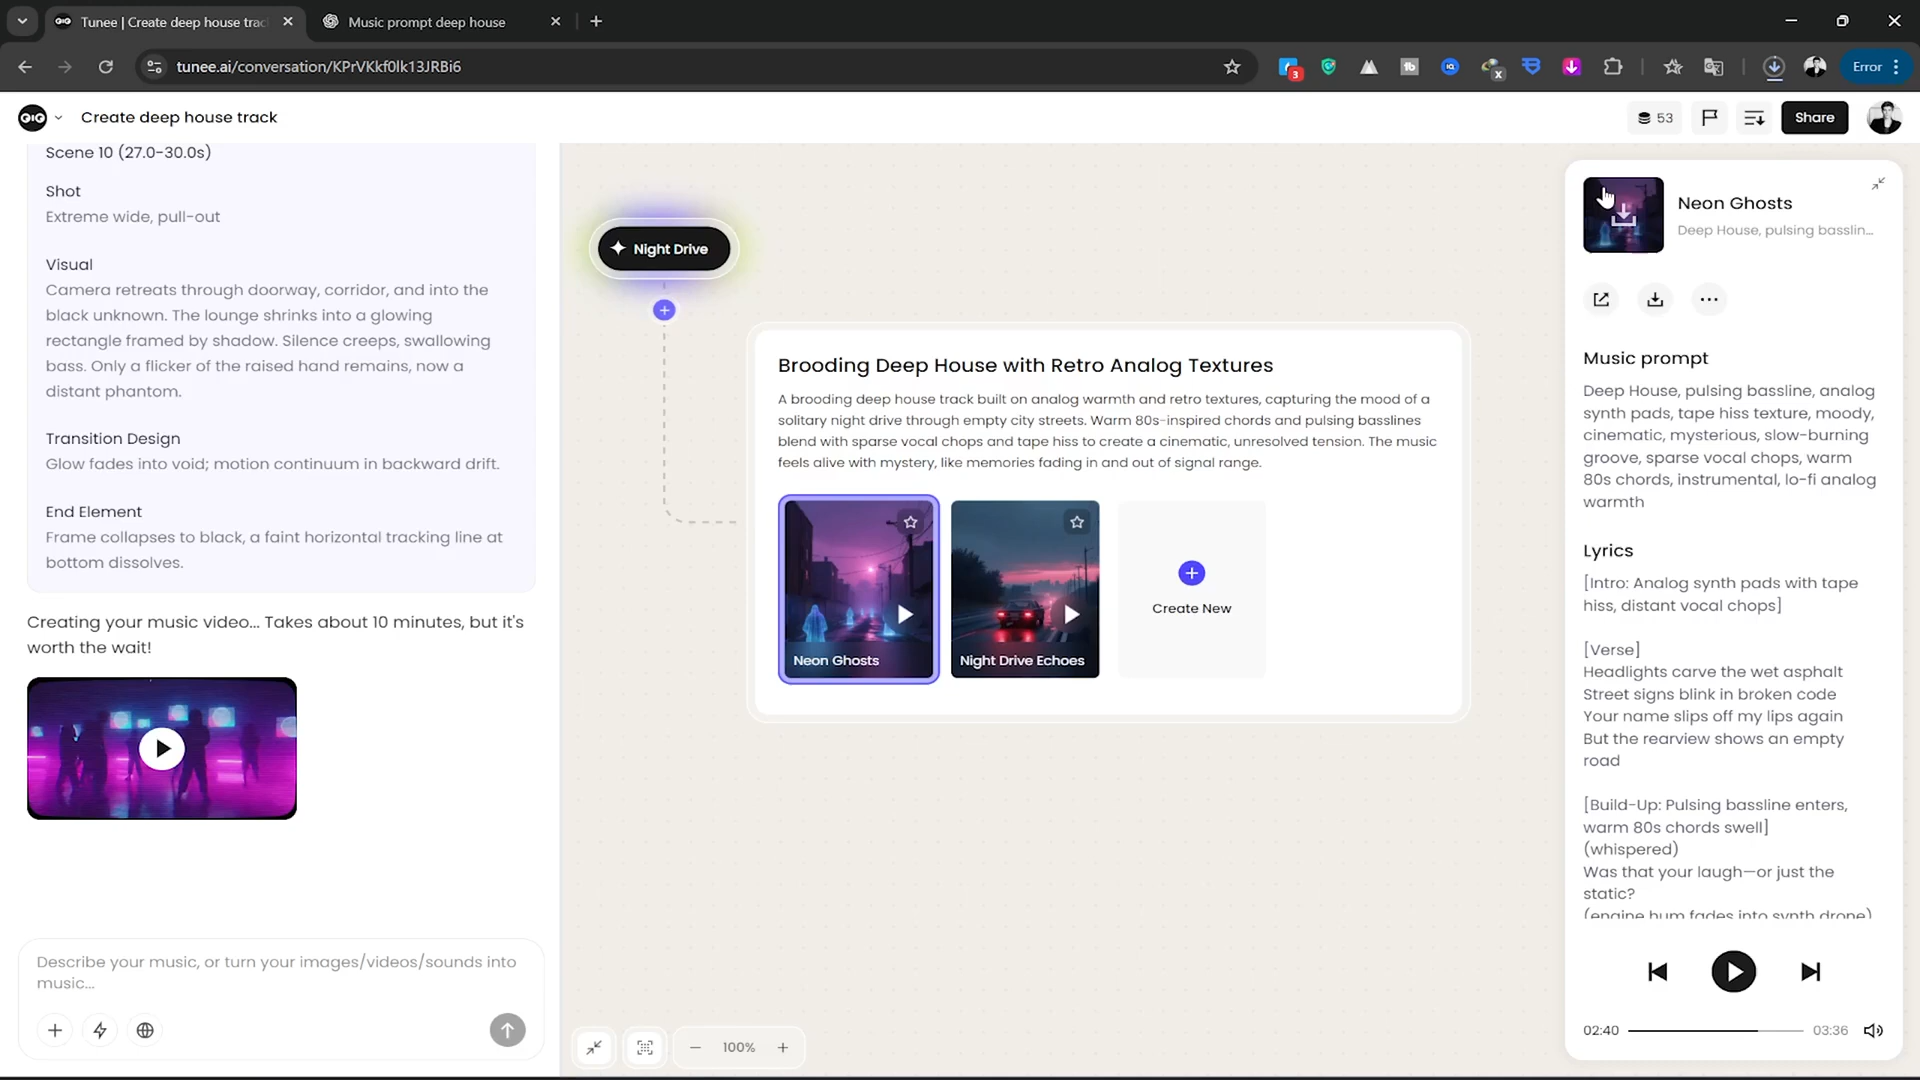 Tunee | Create deep house trac
Music prompt deep house
tunee.ai/conversation/KPrVKkf0lk13JRBi6
3
x
Error
GIG
Create deep house track
53
Share
Scene 10 (27.0-30.0s)
Shot
Extreme wide, pull-out
Visual
Camera retreats through doorway, corridor, and into the
black unknown. The lounge shrinks into a glowing
rectangle framed by shadow. Silence creeps, swallowing
bass. Only a flicker of the raised hand remains, now a
distant phantom.
Transition Design
Glow fades into void; motion continuum in backward drift.
End Element
Frame collapses to black, a faint horizontal tracking line at
bottom dissolves.
Creating your music video... Takes about 10 minutes, but it's
worth the wait!
Describe your music, or turn your images/videos/sounds into
music...
Night Drive
Brooding Deep House with Retro Analog Textures
A brooding deep house track built on analog warmth and retro textures, capturing the mood of a
solitary night drive through empty city streets. Warm 80s-inspired chords and pulsing basslines
blend with sparse vocal chops and tape hiss to create a cinematic, unresolved tension. The music
feels alive with mystery, like memories fading in and out of signal range.
Neon Ghosts
Night Drive Echoes
Create New
100%
Neon Ghosts
Deep House, pulsing basslin...
Music prompt
Deep House, pulsing bassline, analog
synth pads, tape hiss texture, moody,
cinematic, mysterious, slow-burning
groove, sparse vocal chops, warm
80s chords, instrumental, lo-fi analog
warmth
Lyrics
[Intro: Analog synth pads with tape
hiss, distant vocal chops]
[Verse]
Headlights carve the wet asphalt
Street signs blink in broken code
Your name slips off my lips again
But the rearview shows an empty
road
[Build-Up: Pulsing bassline enters,
warm 80s chords swell]
(whispered)
Was that your laugh—or just the
static?
(engine hum fades into synth drone)
02:40
03:36